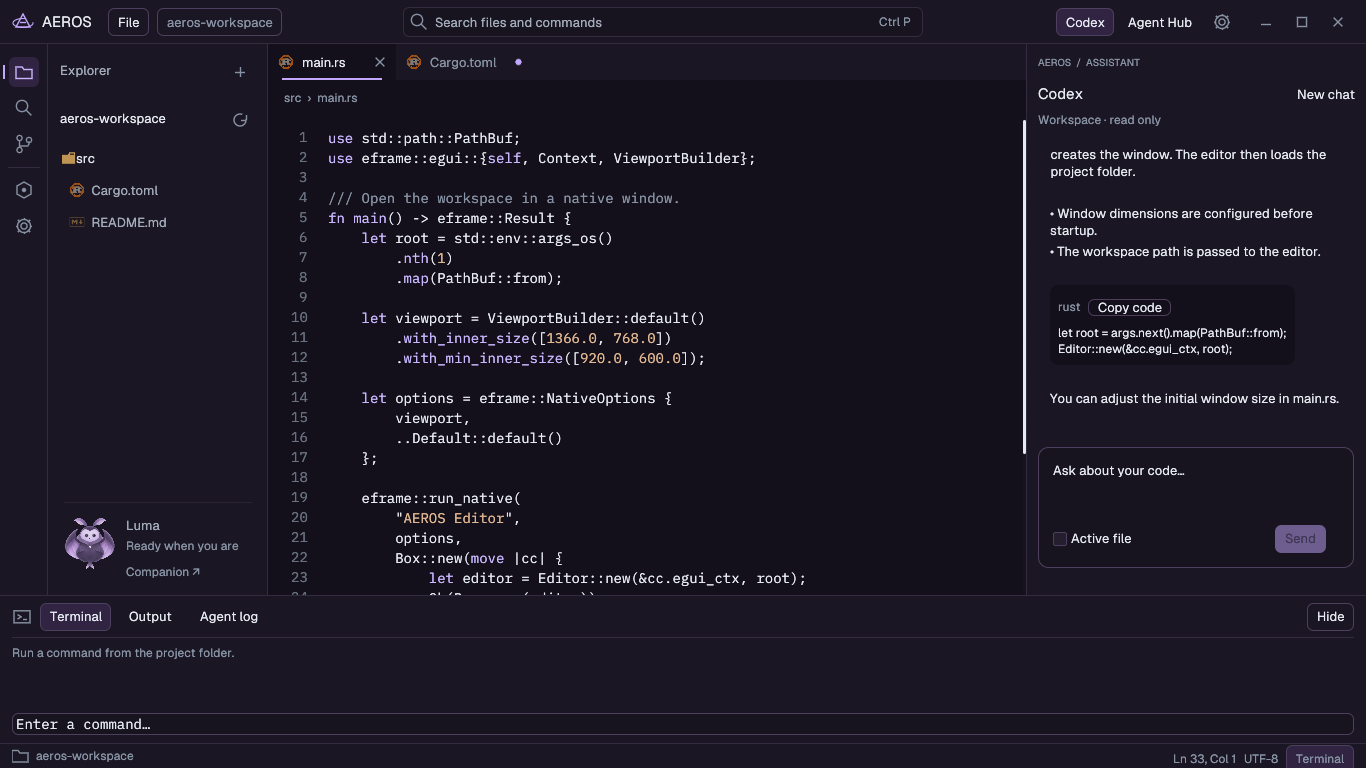 AEROS File aeros-workspace Search files and commands Ctrl P Codex Agent Hub
Explorer +
aeros-workspace
src
Cargo.toml
M↓ README.md
Luma
Ready when you are
Companion ↗
main.rs Cargo.toml
src › main.rs
1 use std::path::PathBuf;
2 use eframe::egui::{self, Context, ViewportBuilder};
3
4 /// Open the workspace in a native window.
5 fn main() -> eframe::Result {
6 let root = std::env::args_os()
7 .nth(1)
8 .map(PathBuf::from);
9
10 let viewport = ViewportBuilder::default()
11 .with_inner_size([1366.0, 768.0])
12 .with_min_inner_size([920.0, 600.0]);
13
14 let options = eframe::NativeOptions {
15 viewport,
16 ..Default::default()
17 };
18
19 eframe::run_native(
20 "AEROS Editor",
21 options,
22 Box::new(move |cc| {
23 let editor = Editor::new(&cc.egui_ctx, root);
AEROS / ASSISTANT
Codex New chat
Workspace · read only
creates the window. The editor then loads the
project folder.
• Window dimensions are configured before
startup.
• The workspace path is passed to the editor.
rust Copy code
let root = args.next().map(PathBuf::from);
Editor::new(&cc.egui_ctx, root);
You can adjust the initial window size in main.rs.
Ask about your code…
Active file Send
Terminal Output Agent log Hide
Run a command from the project folder.
Enter a command…
aeros-workspace Ln 33, Col 1 UTF-8 Terminal